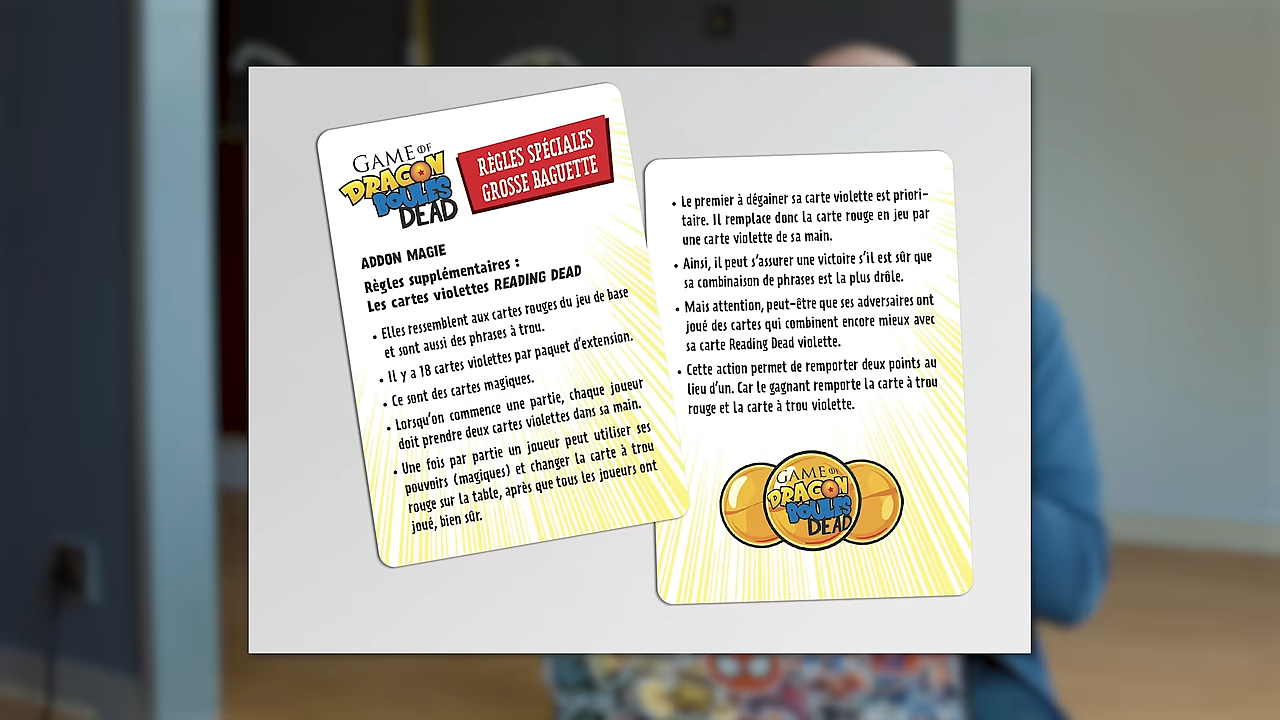 GAME OF
DRAGON
BOULES
DEAD
RÈGLES SPÉCIALES
GROSSE BAGUETTE
ADDON MAGIE
Règles supplémentaires :
Les cartes violettes READING DEAD
• Elles ressemblent aux cartes rouges du jeu de base
et sont aussi des phrases à trou.
• Il y a 18 cartes violettes par paquet d'extension.
• Ce sont des cartes magiques.
• Lorsqu'on commence une partie, chaque joueur
doit prendre deux cartes violettes dans sa main.
• Une fois par partie un joueur peut utiliser ses
pouvoirs (magiques) et changer la carte à trou
rouge sur la table, après que tous les joueurs ont
joué, bien sûr.
• Le premier à dégainer sa carte violette est priori-
taire. Il remplace donc la carte rouge en jeu par
une carte violette de sa main.
• Ainsi, il peut s'assurer une victoire s'il est sûr que
sa combinaison de phrases est la plus drôle.
• Mais attention, peut-être que ses adversaires ont
joué des cartes qui combinent encore mieux avec
sa carte Reading Dead violette.
• Cette action permet de remporter deux points au
lieu d'un. Car le gagnant remporte la carte à trou
rouge et la carte à trou violette.
GAME OF
DRAGON
BOULES
DEAD